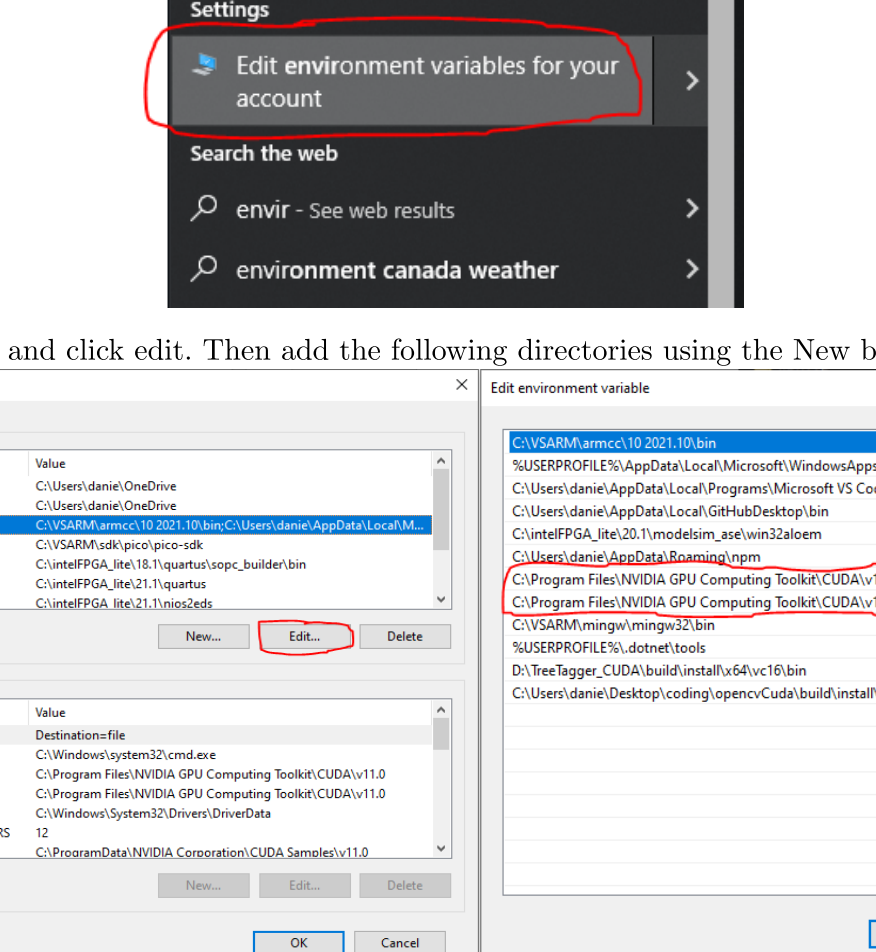 Settings
Edit environment variables for your
account
Search the web
envir - See web results
environment canada weather
and click edit. Then add the following directories using the New b
Value
C:\Users\danie\OneDrive
C:\Users\danie\OneDrive
C:\VSARM\armcc\10 2021.10\bin;C:\Users\danie\AppData\Local\M...
C:\VSARM\sdk\pico\pico-sdk
C:\intelFPGA_lite\18.1\quartus\sopc_builder\bin
C:\intelFPGA_lite\21.1\quartus
C:\intelFPGA_lite\21.1\nios2eds
New...
Edit...
Delete
Value
Destination=file
C:\Windows\system32\cmd.exe
C:\Program Files\NVIDIA GPU Computing Toolkit\CUDA\v11.0
C:\Program Files\NVIDIA GPU Computing Toolkit\CUDA\v11.0
C:\Windows\System32\Drivers\DriverData
RS 12
C:\ProgramData\NVIDIA Corporation\CUDA Samples\v11.0
New...
Edit...
Delete
OK
Cancel
Edit environment variable
C:\VSARM\armcc\10 2021.10\bin
%USERPROFILE%\AppData\Local\Microsoft\WindowsApps
C:\Users\danie\AppData\Local\Programs\Microsoft VS Co
C:\Users\danie\AppData\Local\GitHubDesktop\bin
C:\intelFPGA_lite\20.1\modelsim_ase\win32aloem
C:\Users\danie\AppData\Roaming\npm
C:\Program Files\NVIDIA GPU Computing Toolkit\CUDA\v1
C:\Program Files\NVIDIA GPU Computing Toolkit\CUDA\v1
C:\VSARM\mingw\mingw32\bin
%USERPROFILE%\.dotnet\tools
D:\TreeTagger_CUDA\build\install\x64\vc16\bin
C:\Users\danie\Desktop\coding\opencvCuda\build\install\